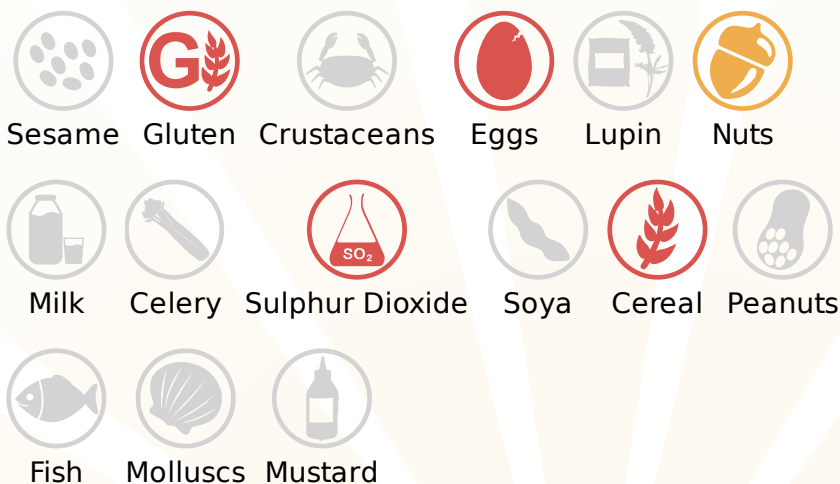 G
Sesame Gluten Crustaceans Eggs Lupin Nuts
SO₂
Milk Celery Sulphur Dioxide Soya Cereal Peanuts
Fish Molluscs Mustard